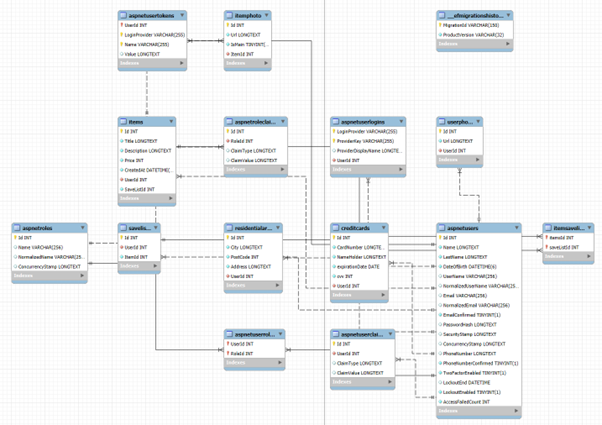 aspnetusertokens
UserId INT
LoginProvider VARCHAR(255)
Name VARCHAR(255)
Value LONGTEXT
Indexes
itemphoto
Id INT
Url LONGTEXT
IsMain TINYINT(...
ItemId INT
Indexes
__efmigrationshisto...
MigrationId VARCHAR(150)
ProductVersion VARCHAR(32)
Indexes
items
Id INT
Title LONGTEXT
Description LONGTEXT
Price INT
CreatedAt DATETIME(...
UserId INT
SaveListId INT
Indexes
aspnetroleclai...
Id INT
RoleId INT
ClaimType LONGTEXT
ClaimValue LONGTEXT
Indexes
aspnetuserlogins
LoginProvider VARCHAR(255)
ProviderKey VARCHAR(255)
ProviderDisplayName LONGTE...
UserId INT
Indexes
userpho...
Id INT
Url LONGTEXT
UserId INT
Indexes
aspnetroles
Id INT
Name VARCHAR(256)
NormalizedName VARCHAR(25...
ConcurrencyStamp LONGTEXT
Indexes
savelis...
Id INT
UserId INT
ItemId INT
Indexes
residentialar...
Id INT
City LONGTEXT
PostCode INT
Address LONGTEXT
UserId INT
Indexes
creditcards
Id INT
CardNumber LONGTE...
NameHolder LONGTEXT
expirationDate DATE
cvv INT
UserId INT
Indexes
aspnetusers
Id INT
Name LONGTEXT
LastName LONGTEXT
DateOfBirth DATETIME(6)
UserName VARCHAR(256)
NormalizedUserName VARCHAR(256)
Email VARCHAR(256)
NormalizedEmail VARCHAR(256)
EmailConfirmed TINYINT(1)
PasswordHash LONGTEXT
SecurityStamp LONGTEXT
ConcurrencyStamp LONGTEXT
PhoneNumber LONGTEXT
PhoneNumberConfirmed TINYINT(1)
TwoFactorEnabled TINYINT(1)
LockoutEnd DATETIME
LockoutEnabled TINYINT(1)
AccessFailedCount INT
Indexes
itemsaveli...
itemsId INT
saveListId INT
Indexes
aspnetuserrol...
UserId INT
RoleId INT
Indexes
aspnetuserclai...
Id INT
UserId INT
ClaimType LONGTEXT
ClaimValue LONGTEXT
Indexes